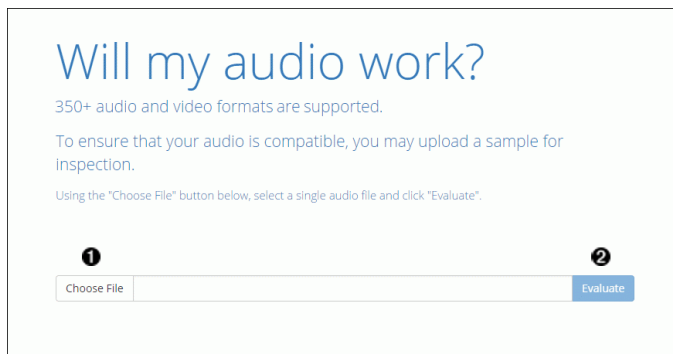 Will my audio work?
350+ audio and video formats are supported.
To ensure that your audio is compatible, you may upload a sample for
inspection.
Using the "Choose File" button below, select a single audio file and click "Evaluate".
1 2
Choose File Evaluate